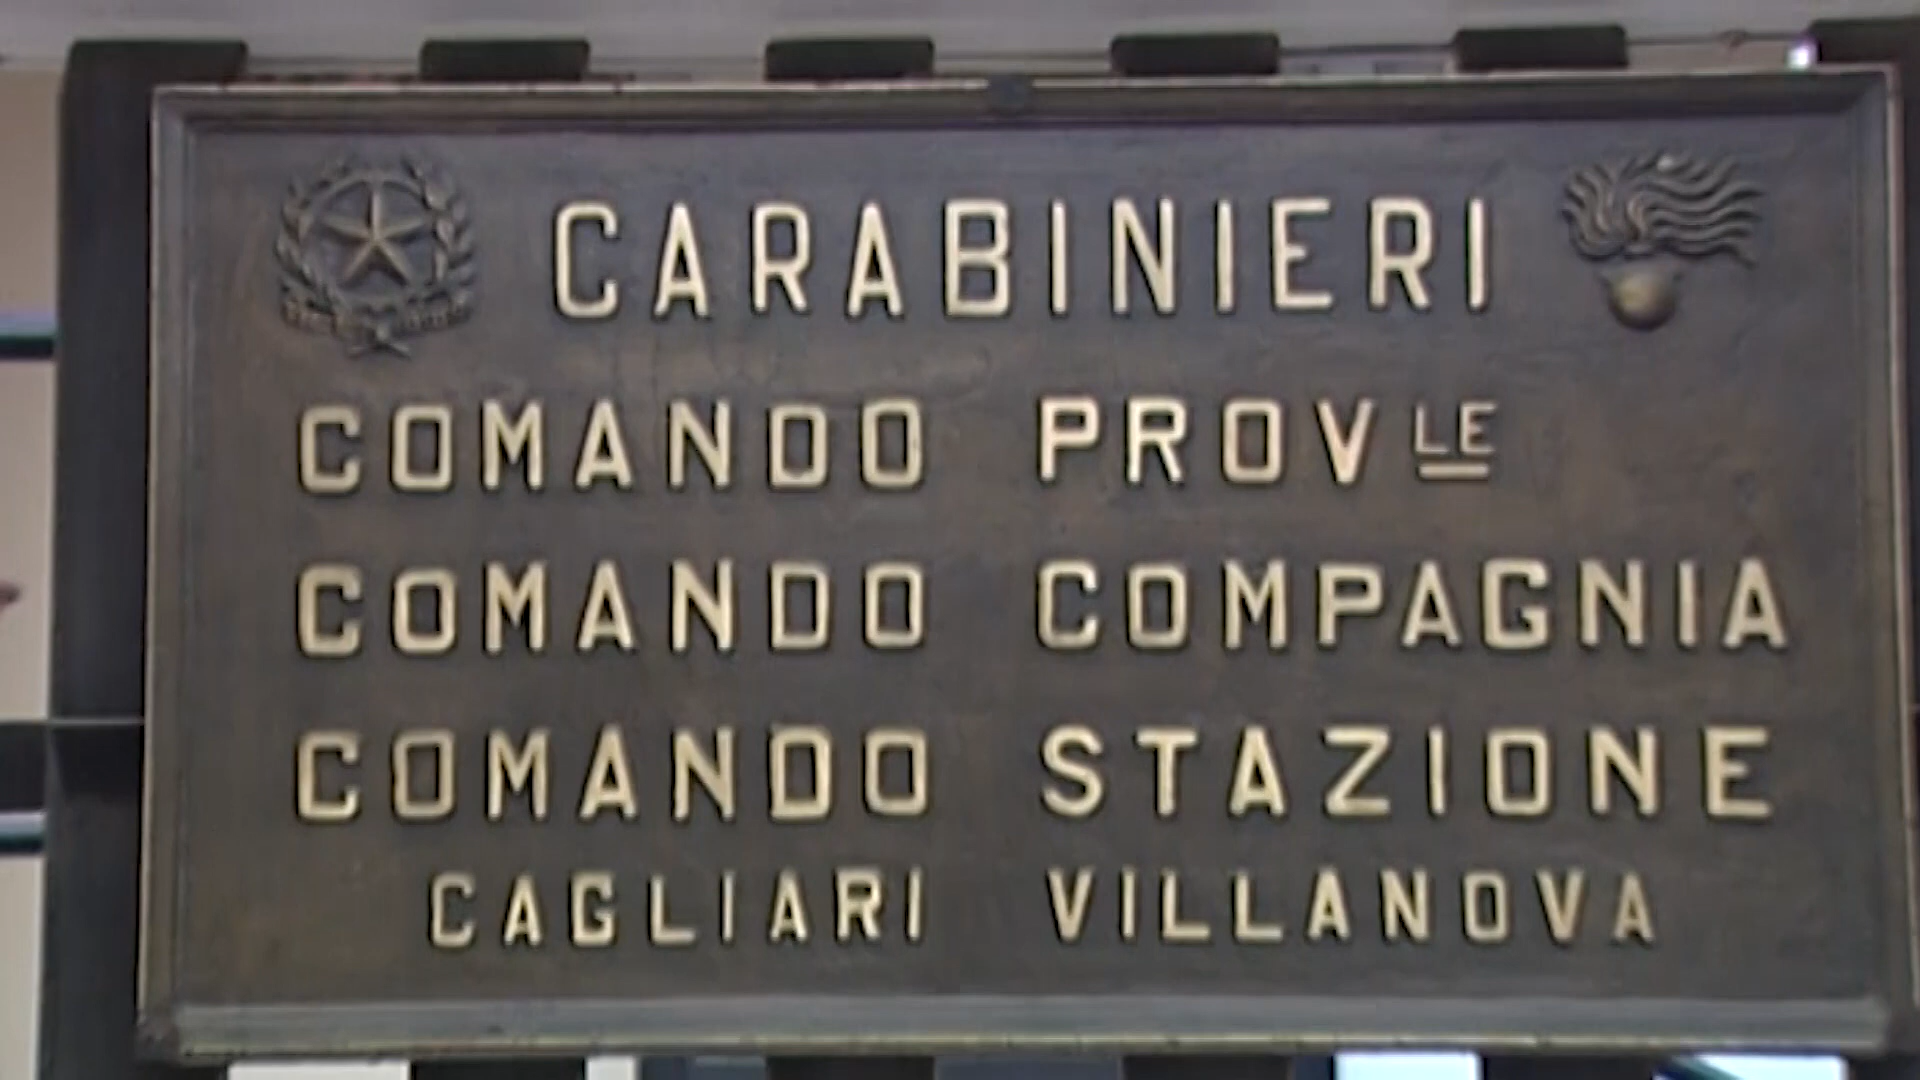 CARABINIERI
COMANDO PROVLE
COMANDO COMPAGNIA
COMANDO STAZIONE
CAGLIARI VILLANOVA